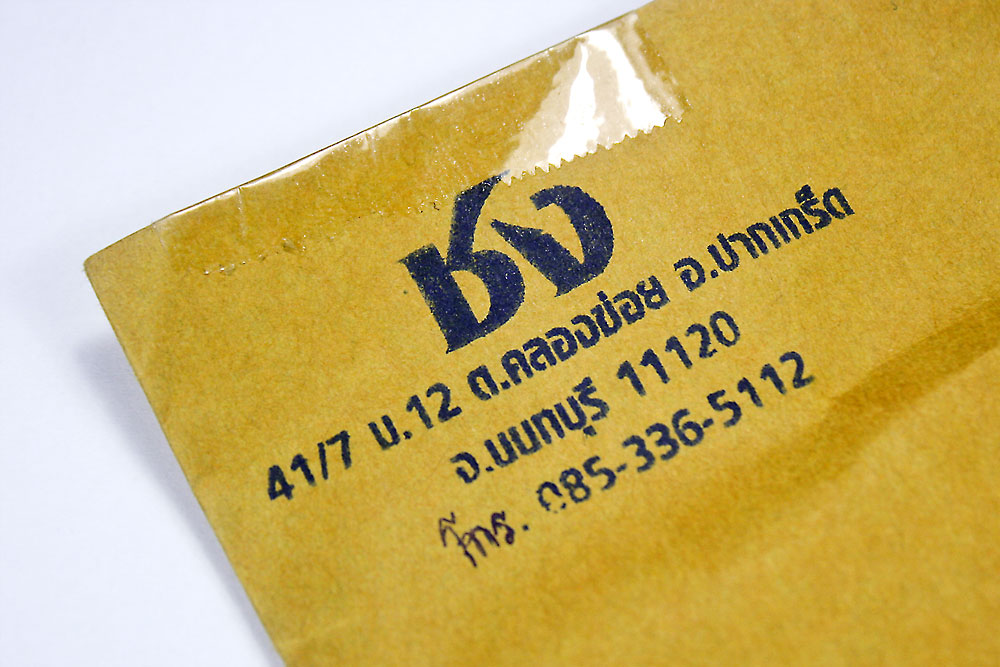 ชง
41/7 ม.12 ต.คลองข่อย อ.ปากเกร็ด
จ.นนทบุรี 11120
โทร. 085-336-5112